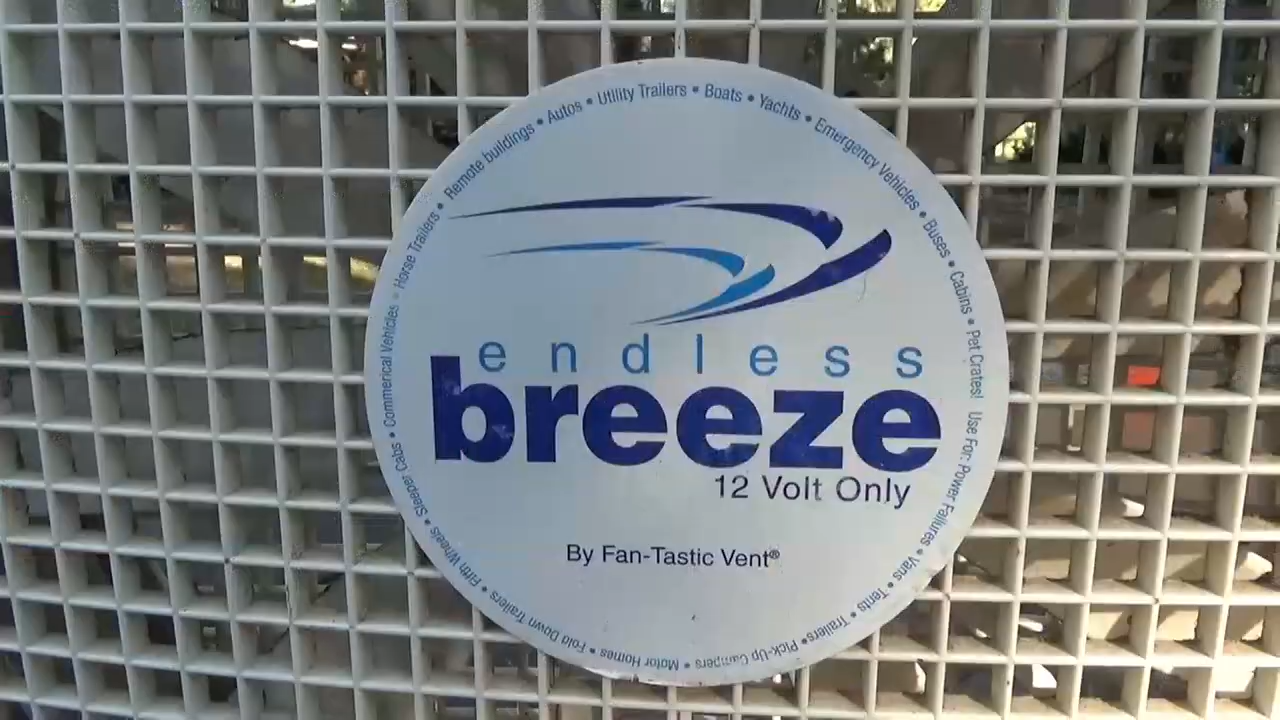 endless
breeze
12 Volt Only
By Fan-Tastic Vent®
Use For: Power Failures • Vans • Tents • Trailers • Pick-Up Campers • Motor Homes • Fold Down Trailers • Fifth Wheels • Sleeper Cabs • Commerical Vehicles • Horse Trailers • Remote buildings • Autos • Utility Trailers • Boats • Yachts • Emergency Vehicles • Buses • Cabins • Pet Crates!